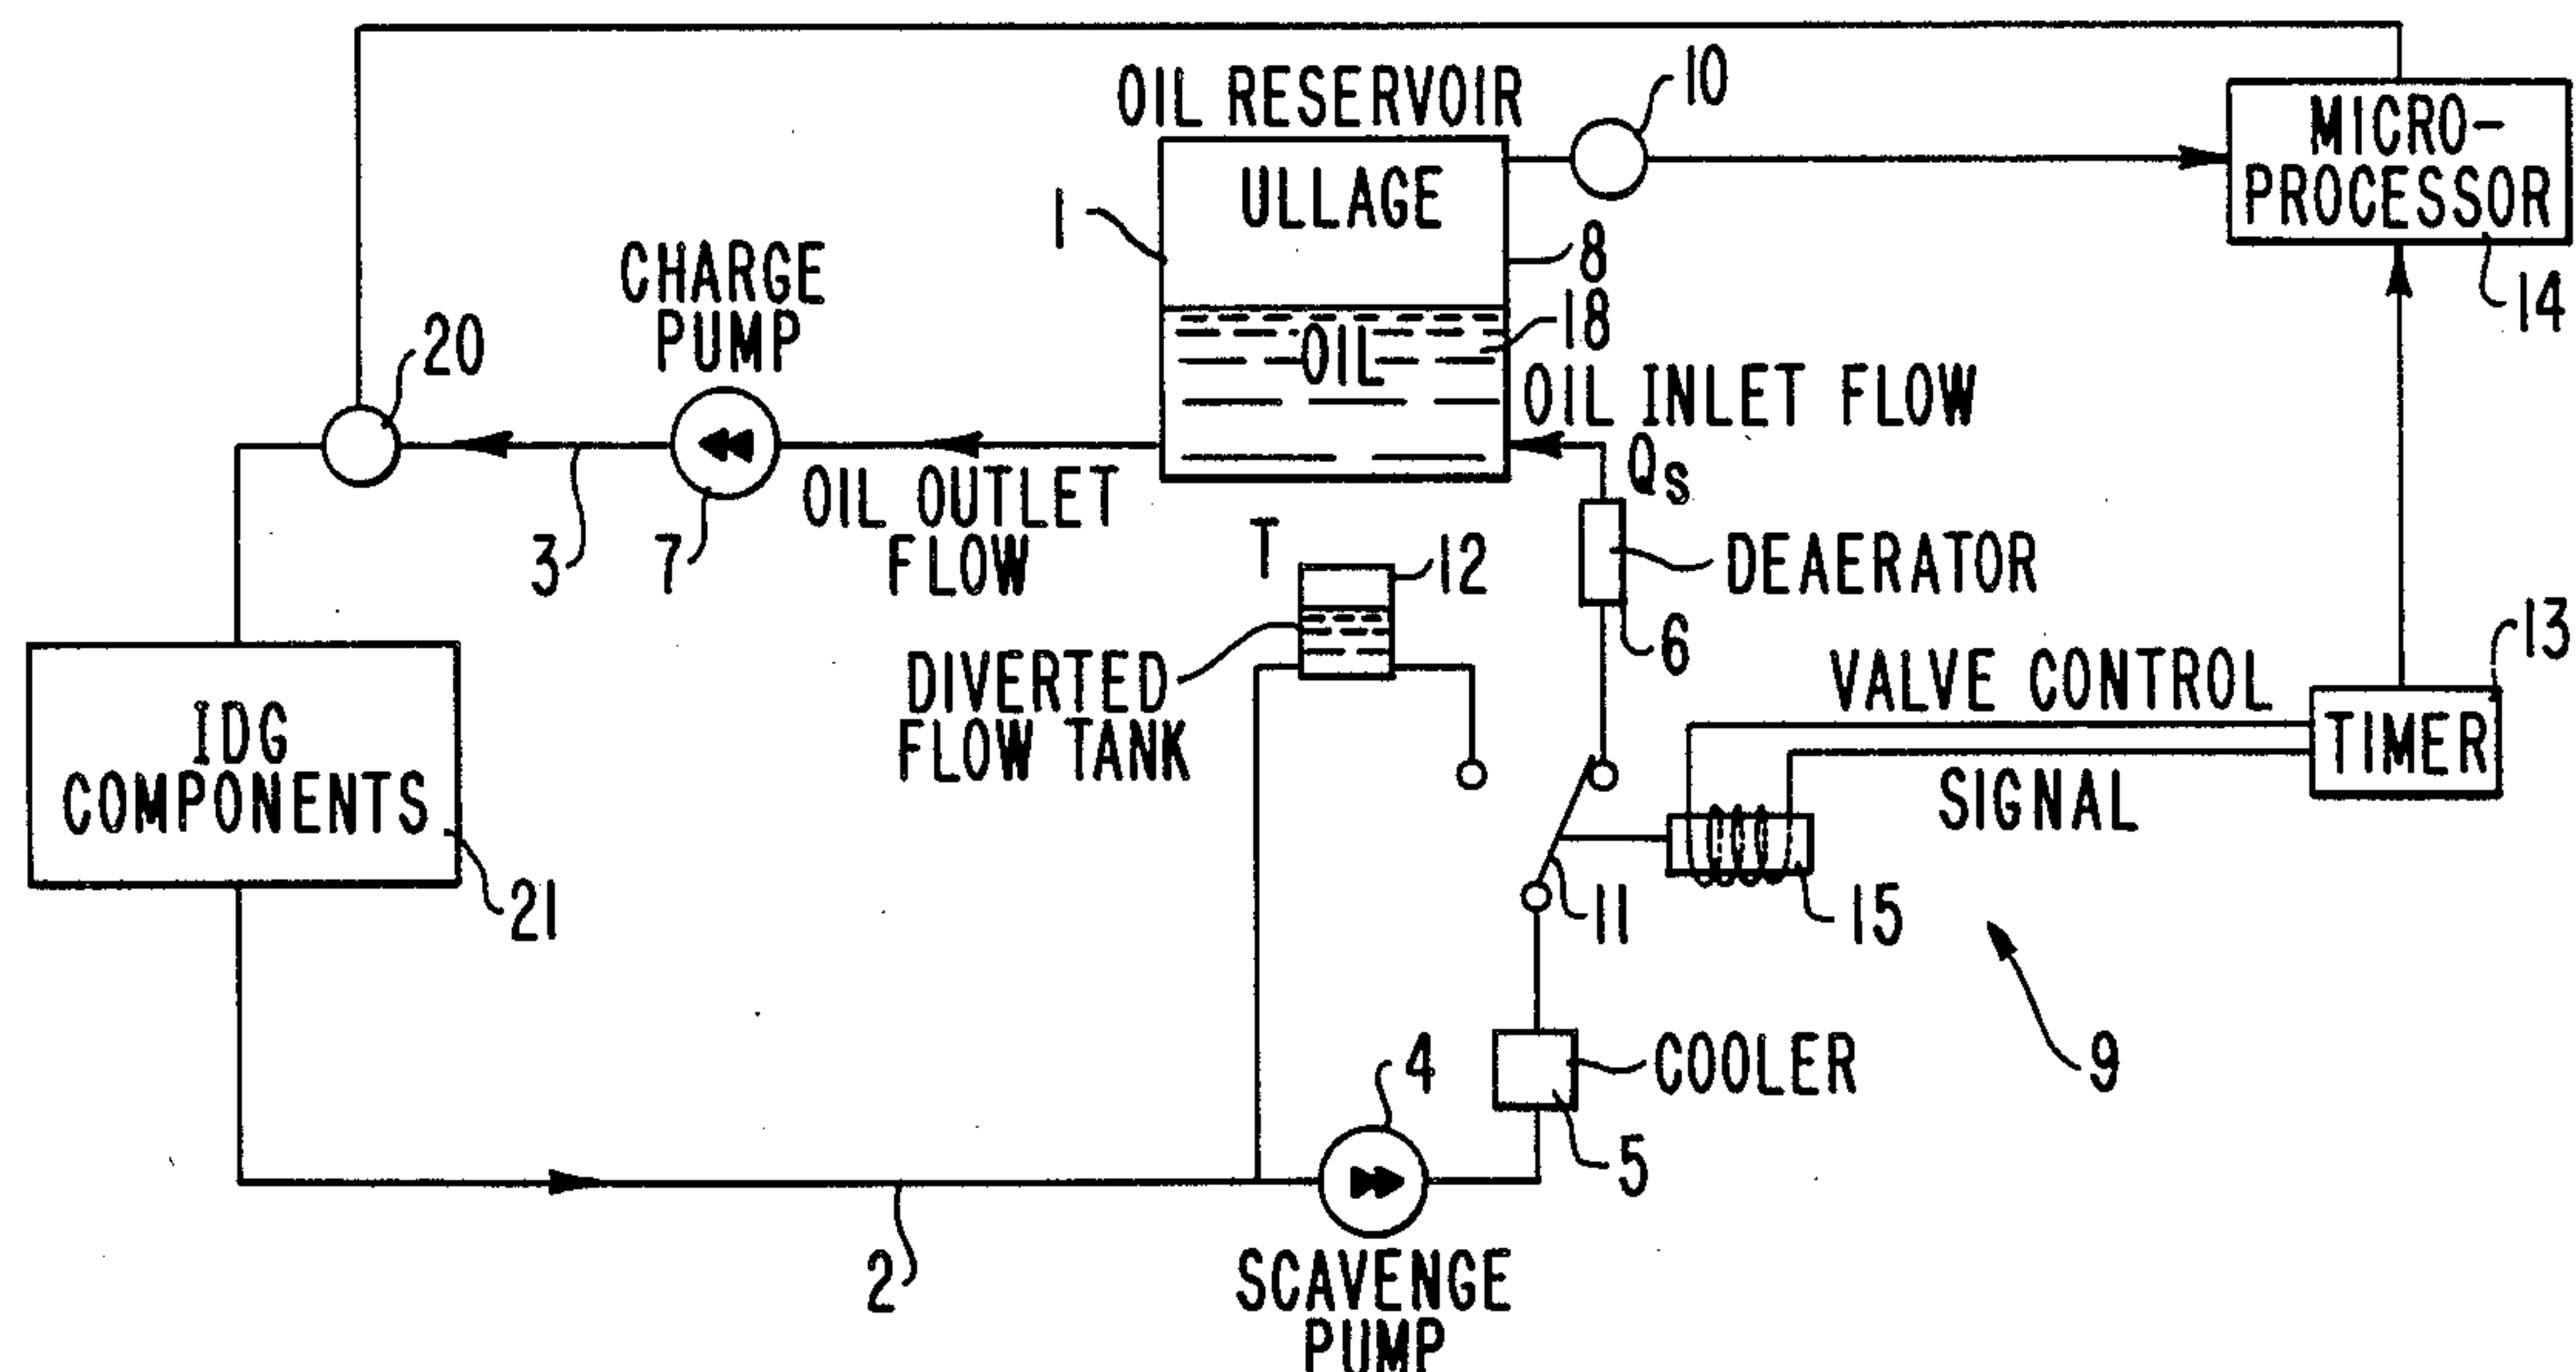 OIL RESERVOIR
10
MICRO-
PROCESSOR
ULLAGE
1
8
14
CHARGE
PUMP
18
OIL
20
OIL INLET FLOW
QS
OIL OUTLET
FLOW
3
7
T
12
DEAERATOR
6
13
DIVERTED
FLOW TANK
VALVE CONTROL
SIGNAL
TIMER
IDG
COMPONENTS
21
11
15
9
4
COOLER
5
2
SCAVENGE
PUMP